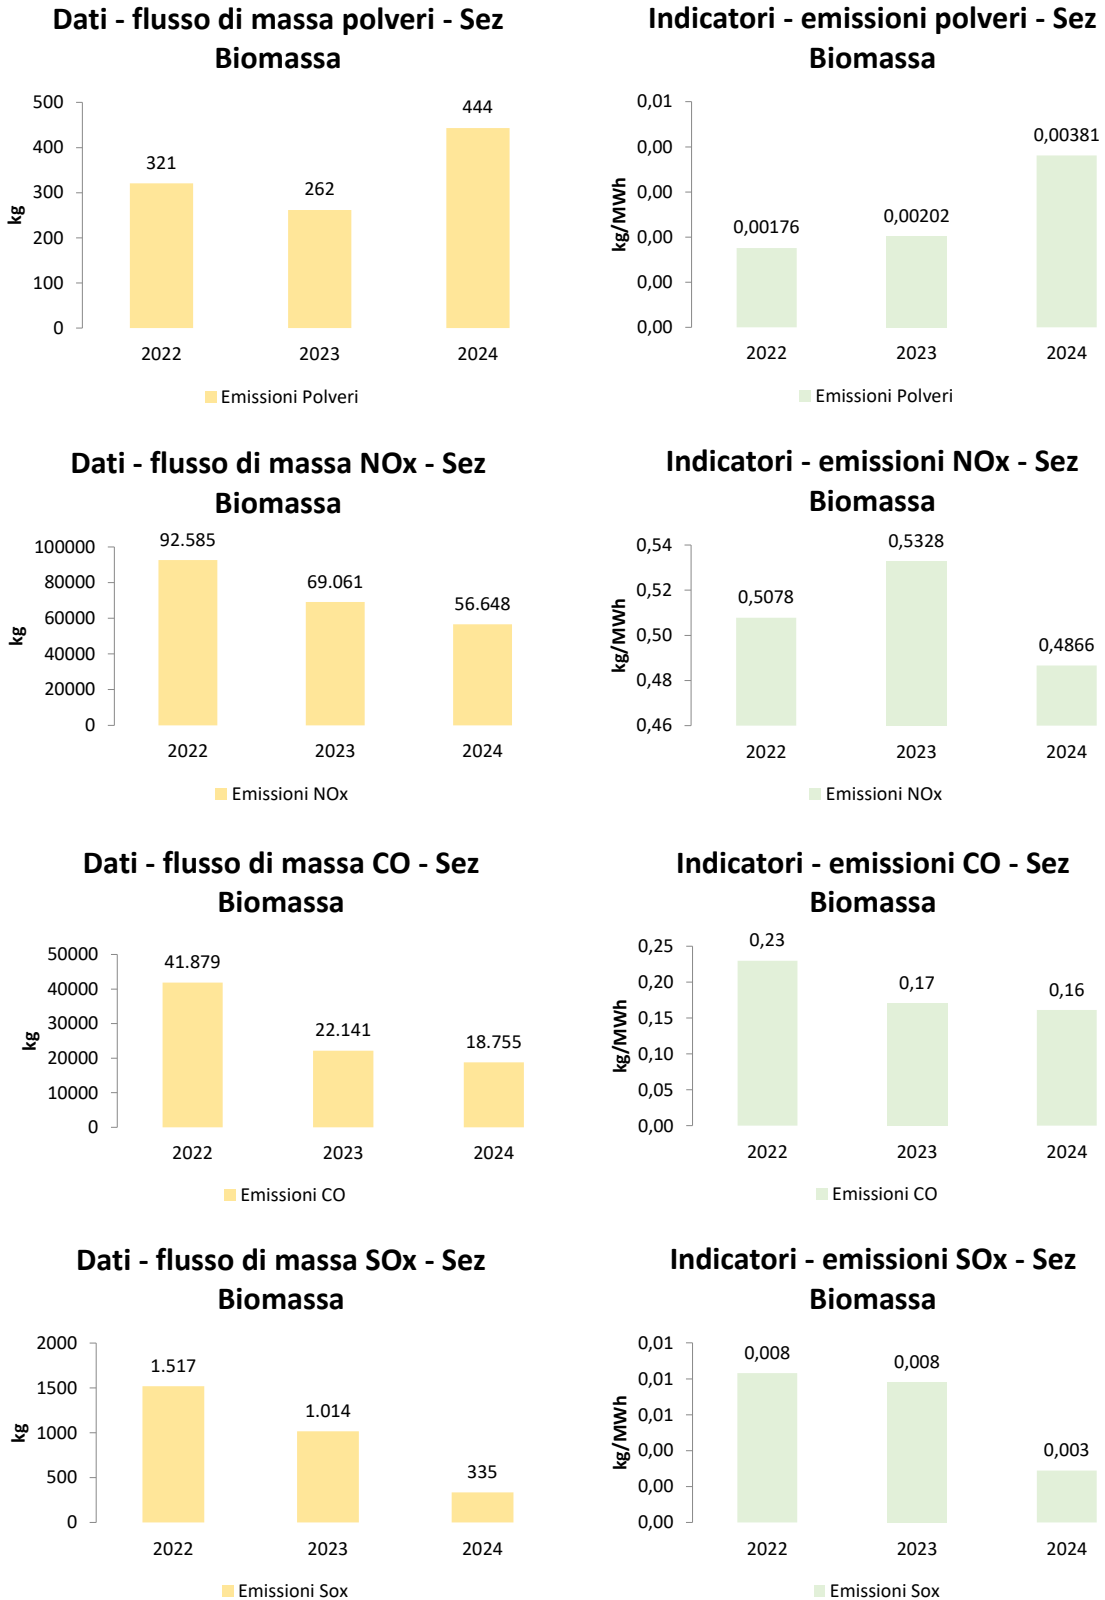 Dati - flusso di massa polveri - Sez
Biomassa
500
400
300
200
100
0
kg
321
262
444
2022
2023
2024
Emissioni Polveri
Indicatori - emissioni polveri - Sez
Biomassa
0,01
0,00
0,00
0,00
0,00
0,00
kg/MWh
0,00176
0,00202
0,00381
2022
2023
2024
Emissioni Polveri
Dati - flusso di massa NOx - Sez
Biomassa
100000
80000
60000
40000
20000
0
kg
92.585
69.061
56.648
2022
2023
2024
Emissioni NOx
Indicatori - emissioni NOx - Sez
Biomassa
0,54
0,52
0,50
0,48
0,46
kg/MWh
0,5078
0,5328
0,4866
2022
2023
2024
Emissioni NOx
Dati - flusso di massa CO - Sez
Biomassa
50000
40000
30000
20000
10000
0
kg
41.879
22.141
18.755
2022
2023
2024
Emissioni CO
Indicatori - emissioni CO - Sez
Biomassa
0,25
0,20
0,15
0,10
0,05
0,00
kg/MWh
0,23
0,17
0,16
2022
2023
2024
Emissioni CO
Dati - flusso di massa SOx - Sez
Biomassa
2000
1500
1000
500
0
kg
1.517
1.014
335
2022
2023
2024
Emissioni Sox
Indicatori - emissioni SOx - Sez
Biomassa
0,01
0,01
0,01
0,00
0,00
0,00
kg/MWh
0,008
0,008
0,003
2022
2023
2024
Emissioni Sox